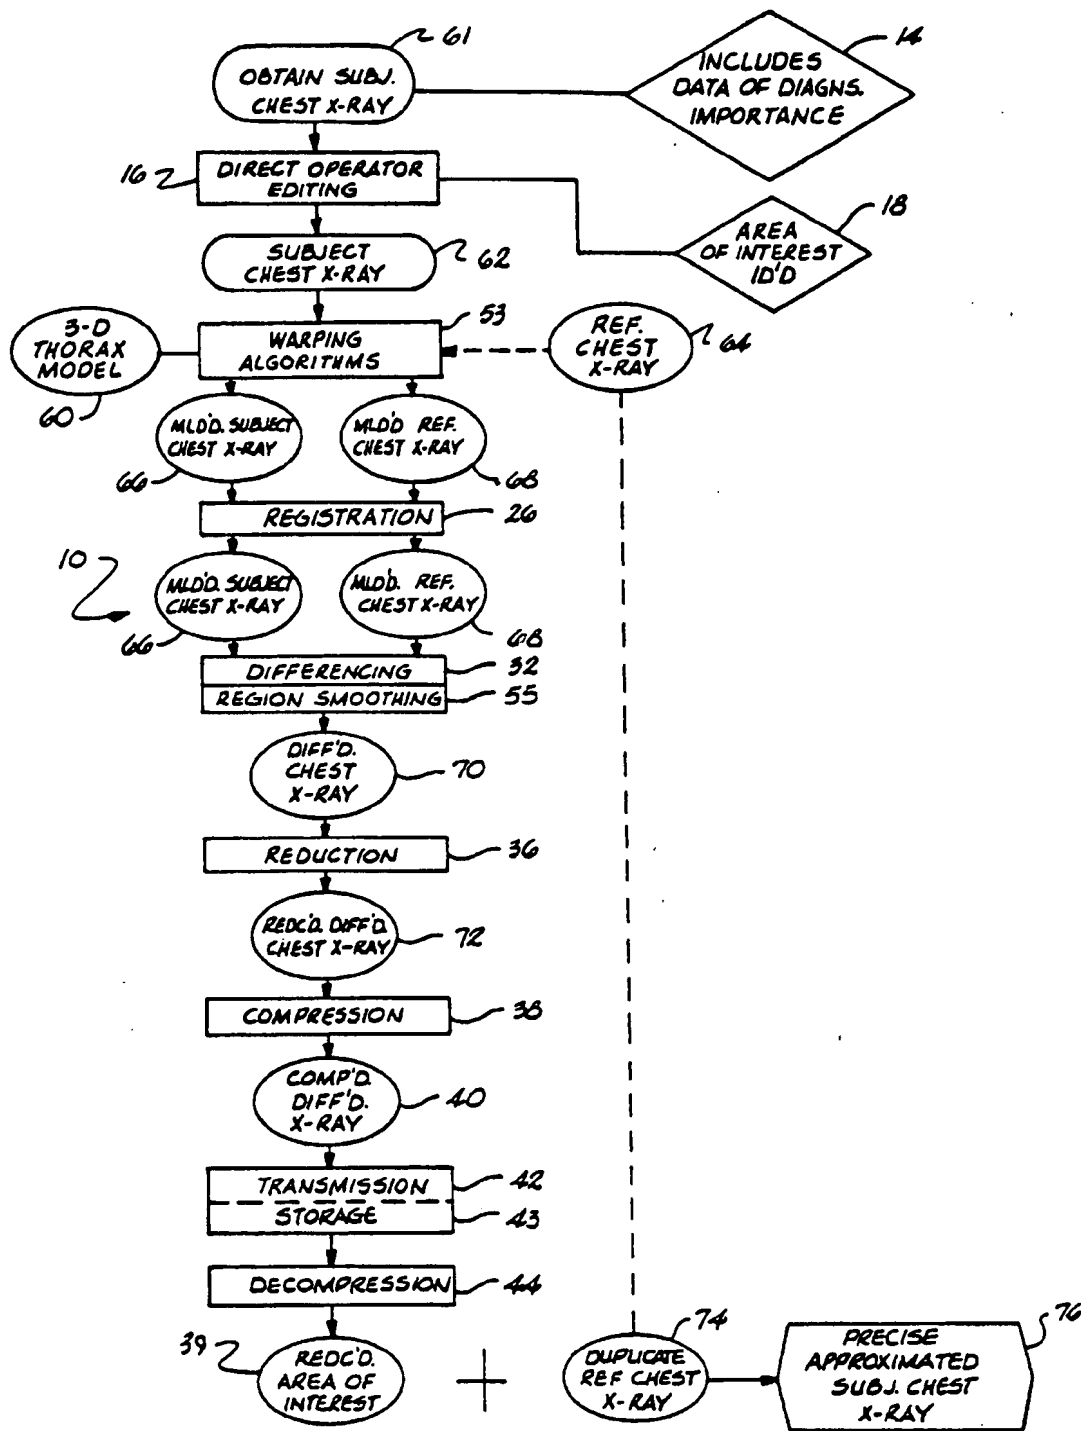 61
OBTAIN SUBJ.
CHEST X-RAY
14
INCLUDES
DATA OF DIAGNS.
IMPORTANCE
16
DIRECT OPERATOR
EDITING
18
AREA
OF INTEREST
ID'D
SUBJECT
CHEST X-RAY
62
3-D
THORAX
MODEL
60
53
WARPING
ALGORITHMS
REF.
CHEST
X-RAY
64
MLD'D. SUBJECT
CHEST X-RAY
66
MLD'D REF.
CHEST X-RAY
68
REGISTRATION
26
10
MLD'D. SUBJECT
CHEST X-RAY
66
MLD'D. REF.
CHEST X-RAY
68
DIFFERENCING
32
REGION SMOOTHING
55
DIFF'D.
CHEST
X-RAY
70
REDUCTION
36
REDC'D. DIFF'D.
CHEST X-RAY
72
COMPRESSION
38
COMP'D.
DIFF'D.
X-RAY
40
TRANSMISSION
42
STORAGE
43
DECOMPRESSION
44
39
REDC'D.
AREA OF
INTEREST
+
74
DUPLICATE
REF CHEST
X-RAY
76
PRECISE
APPROXIMATED
SUBJ. CHEST
X-RAY